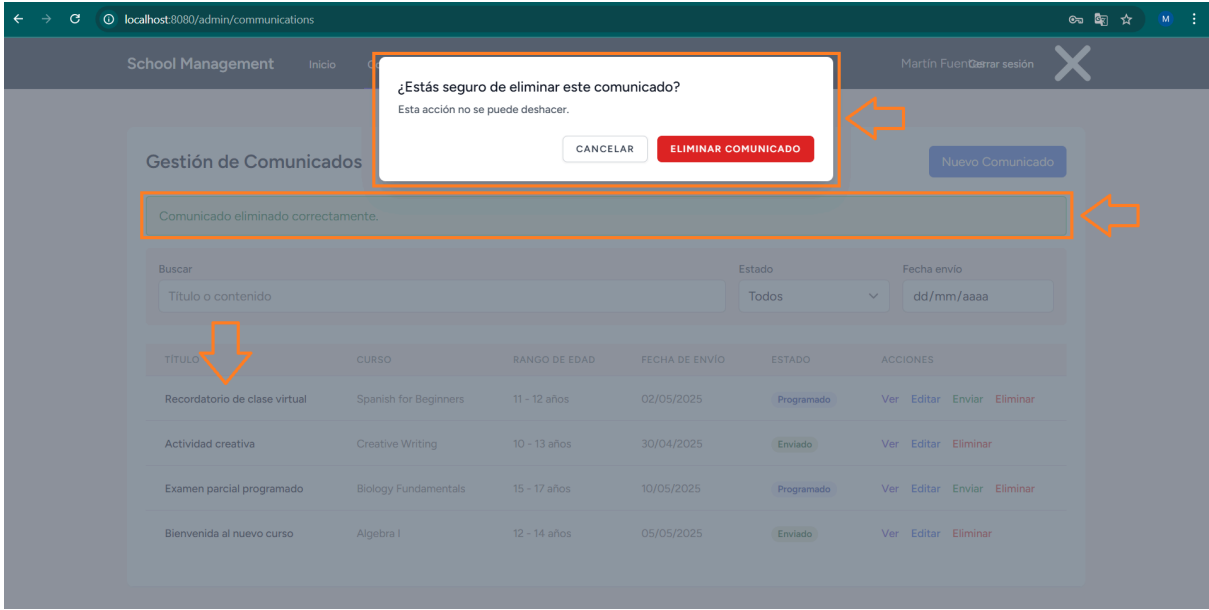 localhost:8080/admin/communications
M
School Management Inicio Martín Fuentes Cerrar sesión
¿Estás seguro de eliminar este comunicado?
Esta acción no se puede deshacer.
CANCELAR ELIMINAR COMUNICADO
Gestión de Comunicados Nuevo Comunicado
Comunicado eliminado correctamente.
Buscar Estado Fecha envío
Título o contenido Todos dd/mm/aaaa
TÍTULO CURSO RANGO DE EDAD FECHA DE ENVÍO ESTADO ACCIONES
Recordatorio de clase virtual Spanish for Beginners 11 - 12 años 02/05/2025 Programado Ver Editar Enviar Eliminar
Actividad creativa Creative Writing 10 - 13 años 30/04/2025 Enviado Ver Editar Eliminar
Examen parcial programado Biology Fundamentals 15 - 17 años 10/05/2025 Programado Ver Editar Enviar Eliminar
Bienvenida al nuevo curso Algebra I 12 - 14 años 05/05/2025 Enviado Ver Editar Eliminar